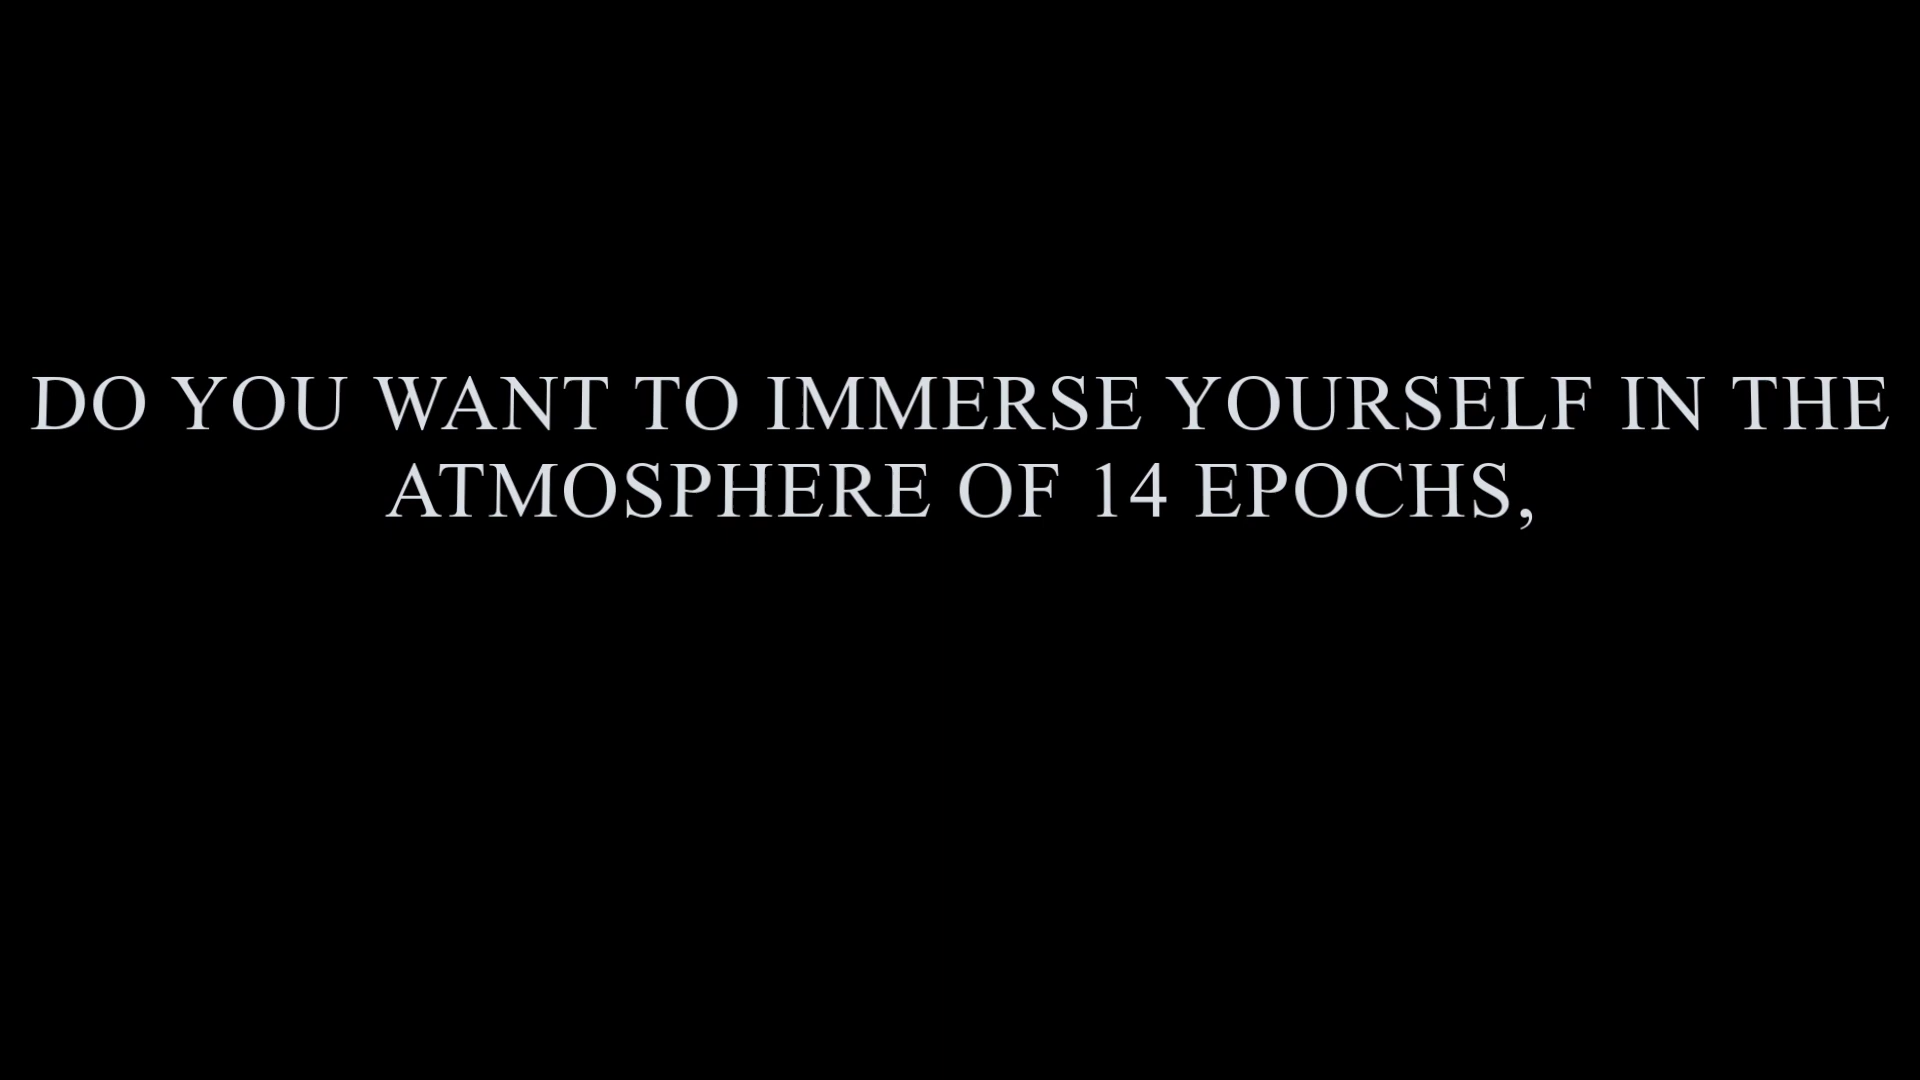 DO YOU WANT TO IMMERSE YOURSELF IN THE
ATMOSPHERE OF 14 EPOCHS,